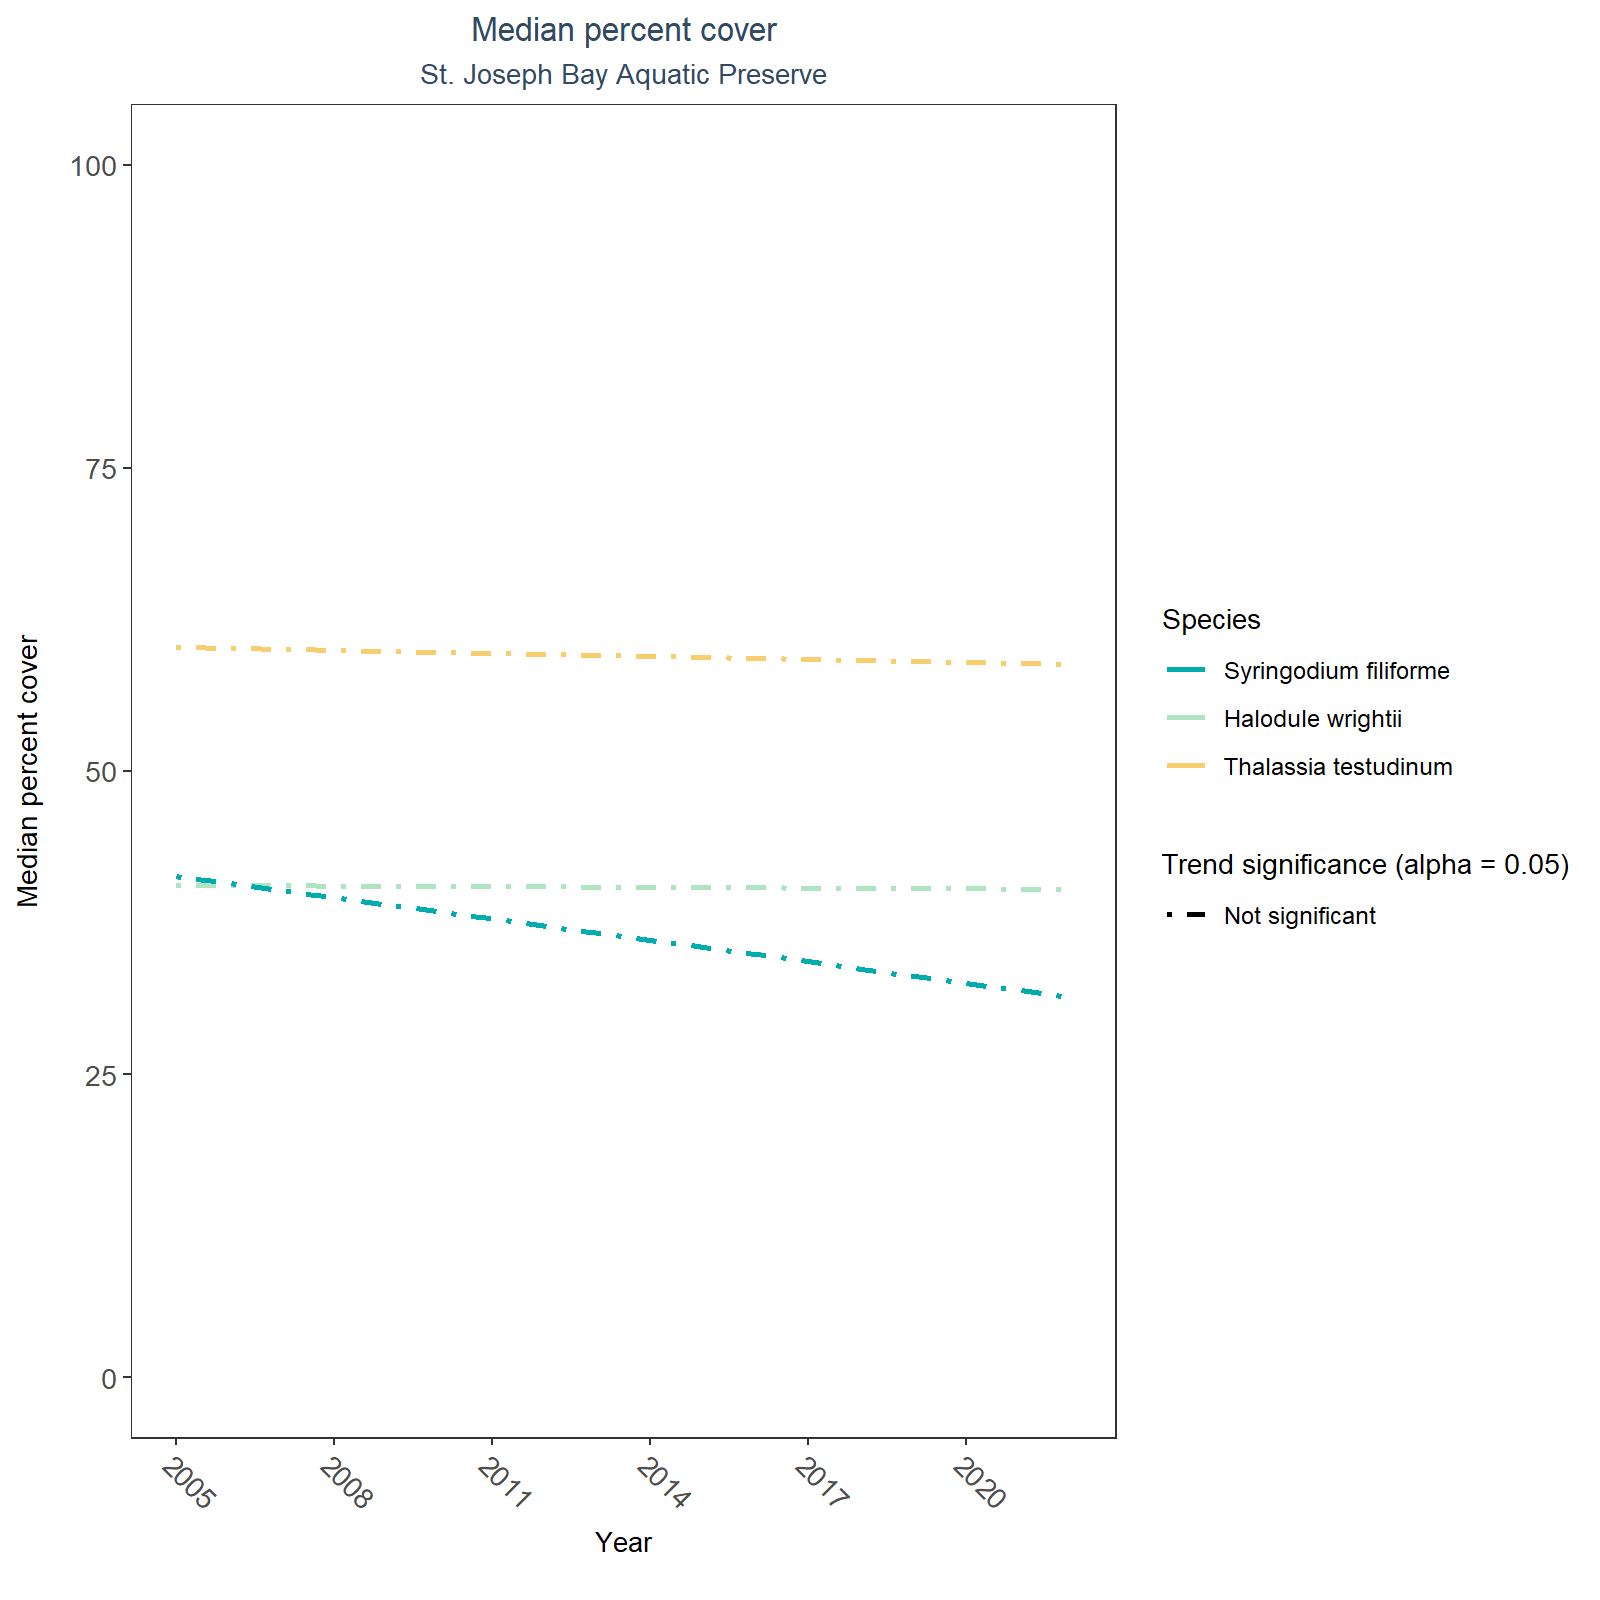 Median percent cover
St. Joseph Bay Aquatic Preserve
Median percent cover
100
75
50
25
0
2005
2008
2011
2014
2017
2020
Year
Species
Syringodium filiforme
Halodule wrightii
Thalassia testudinum
Trend significance (alpha = 0.05)
Not significant